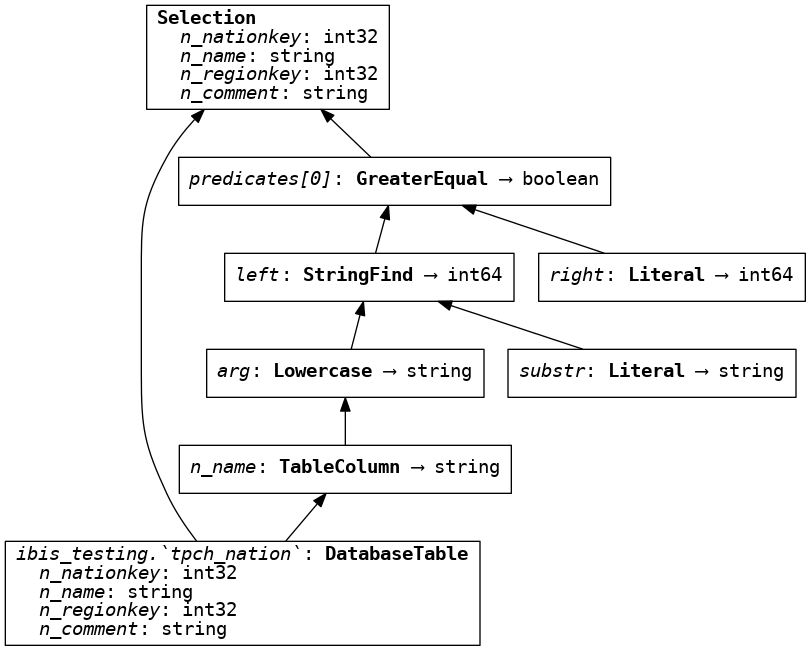 Selection
n_nationkey: int32
n_name: string
n_regionkey: int32
n_comment: string
predicates[0]: GreaterEqual → boolean
left: StringFind → int64
right: Literal → int64
arg: Lowercase → string
substr: Literal → string
n_name: TableColumn → string
ibis_testing.`tpch_nation`: DatabaseTable
n_nationkey: int32
n_name: string
n_regionkey: int32
n_comment: string